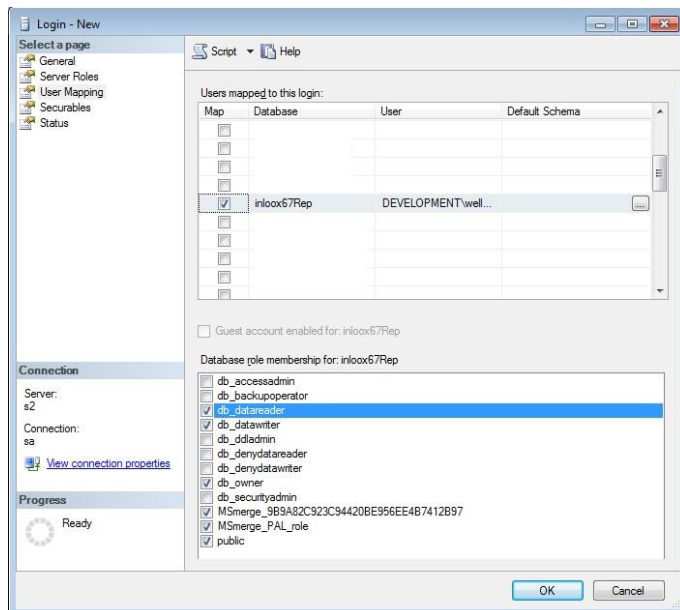 Login - New
Select a page
General
Server Roles
User Mapping
Securables
Status
Script Help
Users mapped to this login:
Map Database User Default Schema
inloox67Rep DEVELOPMENT\well... ...
Guest account enabled for: inloox67Rep
Database role membership for: inloox67Rep
db_accessadmin
db_backupoperator
db_datareader
db_datawriter
db_ddladmin
db_denydatareader
db_denydatawriter
db_owner
db_securityadmin
MSmerge_9B9A82C923C94420BE956EE4B7412B97
MSmerge_PAL_role
public
Connection
Server:
s2
Connection:
sa
View connection properties
Progress
Ready
OK Cancel